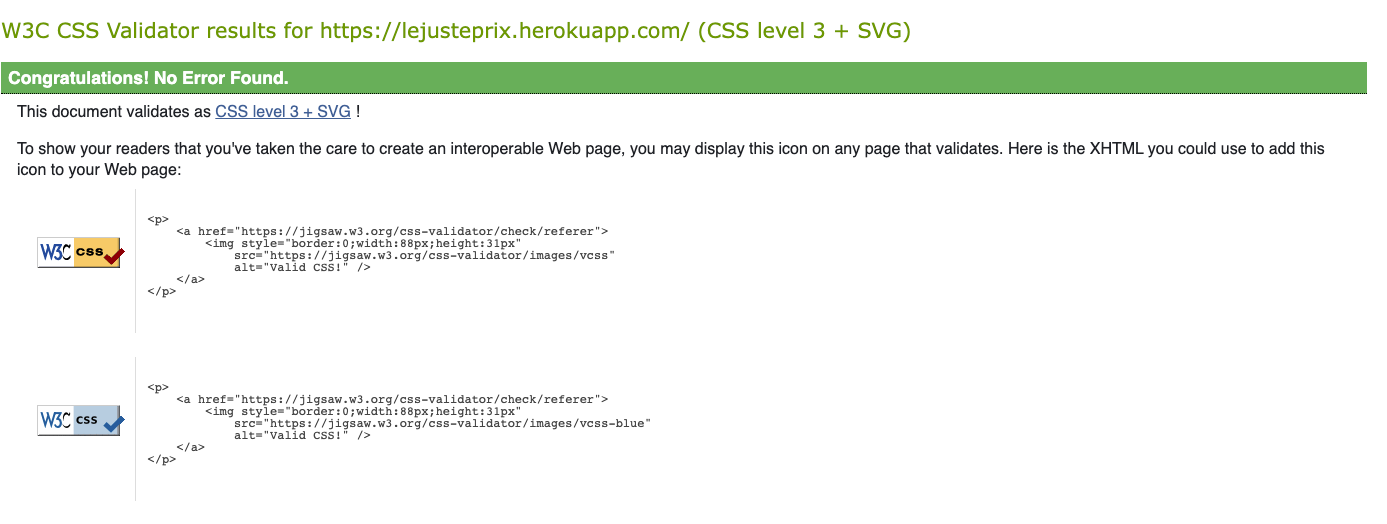 W3C CSS Validator results for https://lejusteprix.herokuapp.com/ (CSS level 3 + SVG)
Congratulations! No Error Found.
This document validates as CSS level 3 + SVG !
To show your readers that you've taken the care to create an interoperable Web page, you may display this icon on any page that validates. Here is the XHTML you could use to add this
icon to your Web page:
W3C css
<p>
<a href="https://jigsaw.w3.org/css-validator/check/referer">
<img style="border:0;width:88px;height:31px"
src="https://jigsaw.w3.org/css-validator/images/vcss"
alt="Valid CSS!" />
</a>
</p>
W3C css
<p>
<a href="https://jigsaw.w3.org/css-validator/check/referer">
<img style="border:0;width:88px;height:31px"
src="https://jigsaw.w3.org/css-validator/images/vcss-blue"
alt="Valid CSS!" />
</a>
</p>